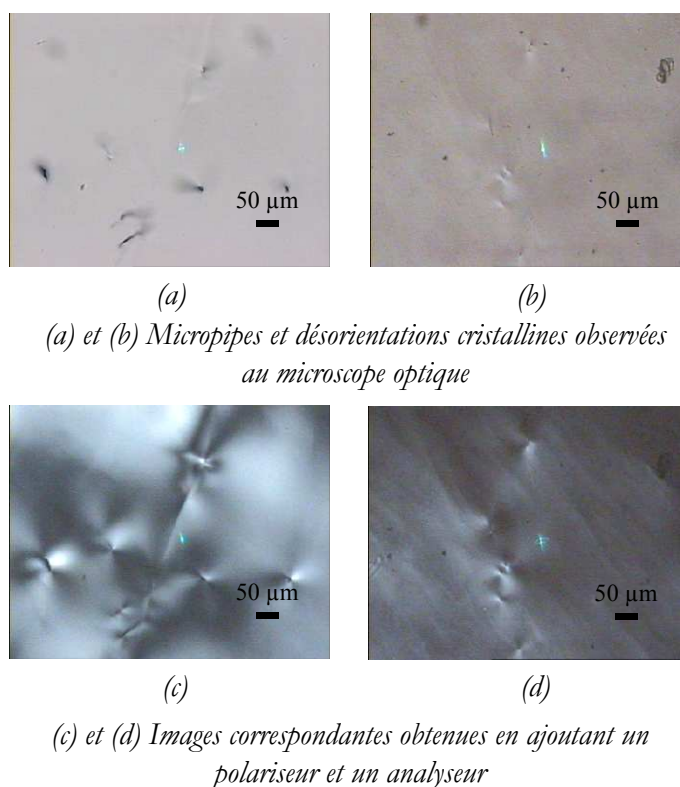 50 µm
50 µm
(a)
(b)
(a) et (b) Micropipes et désorientations cristallines observées
au microscope optique
50 µm
50 µm
(c)
(d)
(c) et (d) Images correspondantes obtenues en ajoutant un
polariseur et un analyseur